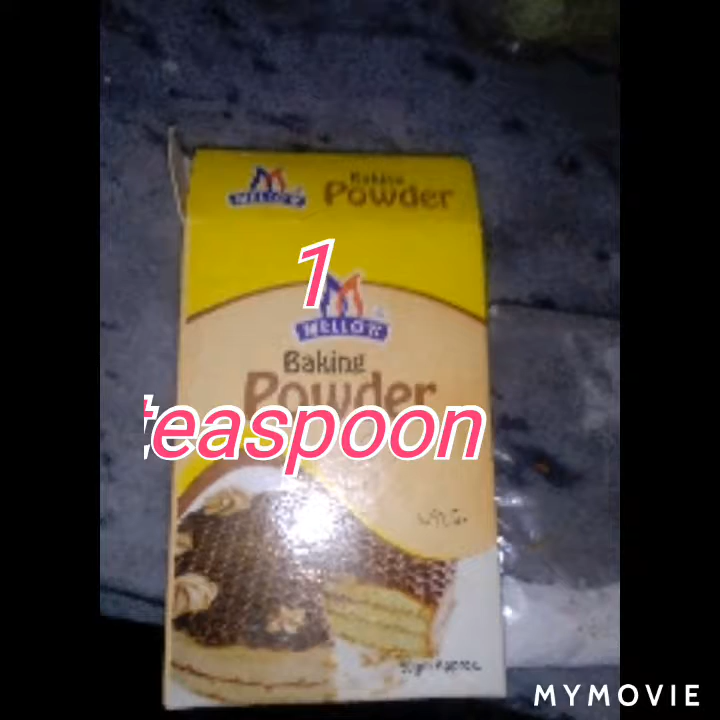 MELLOW
Baking
Powder
1
MELLOW
Baking
Powder
teaspoon
MYMOVIE